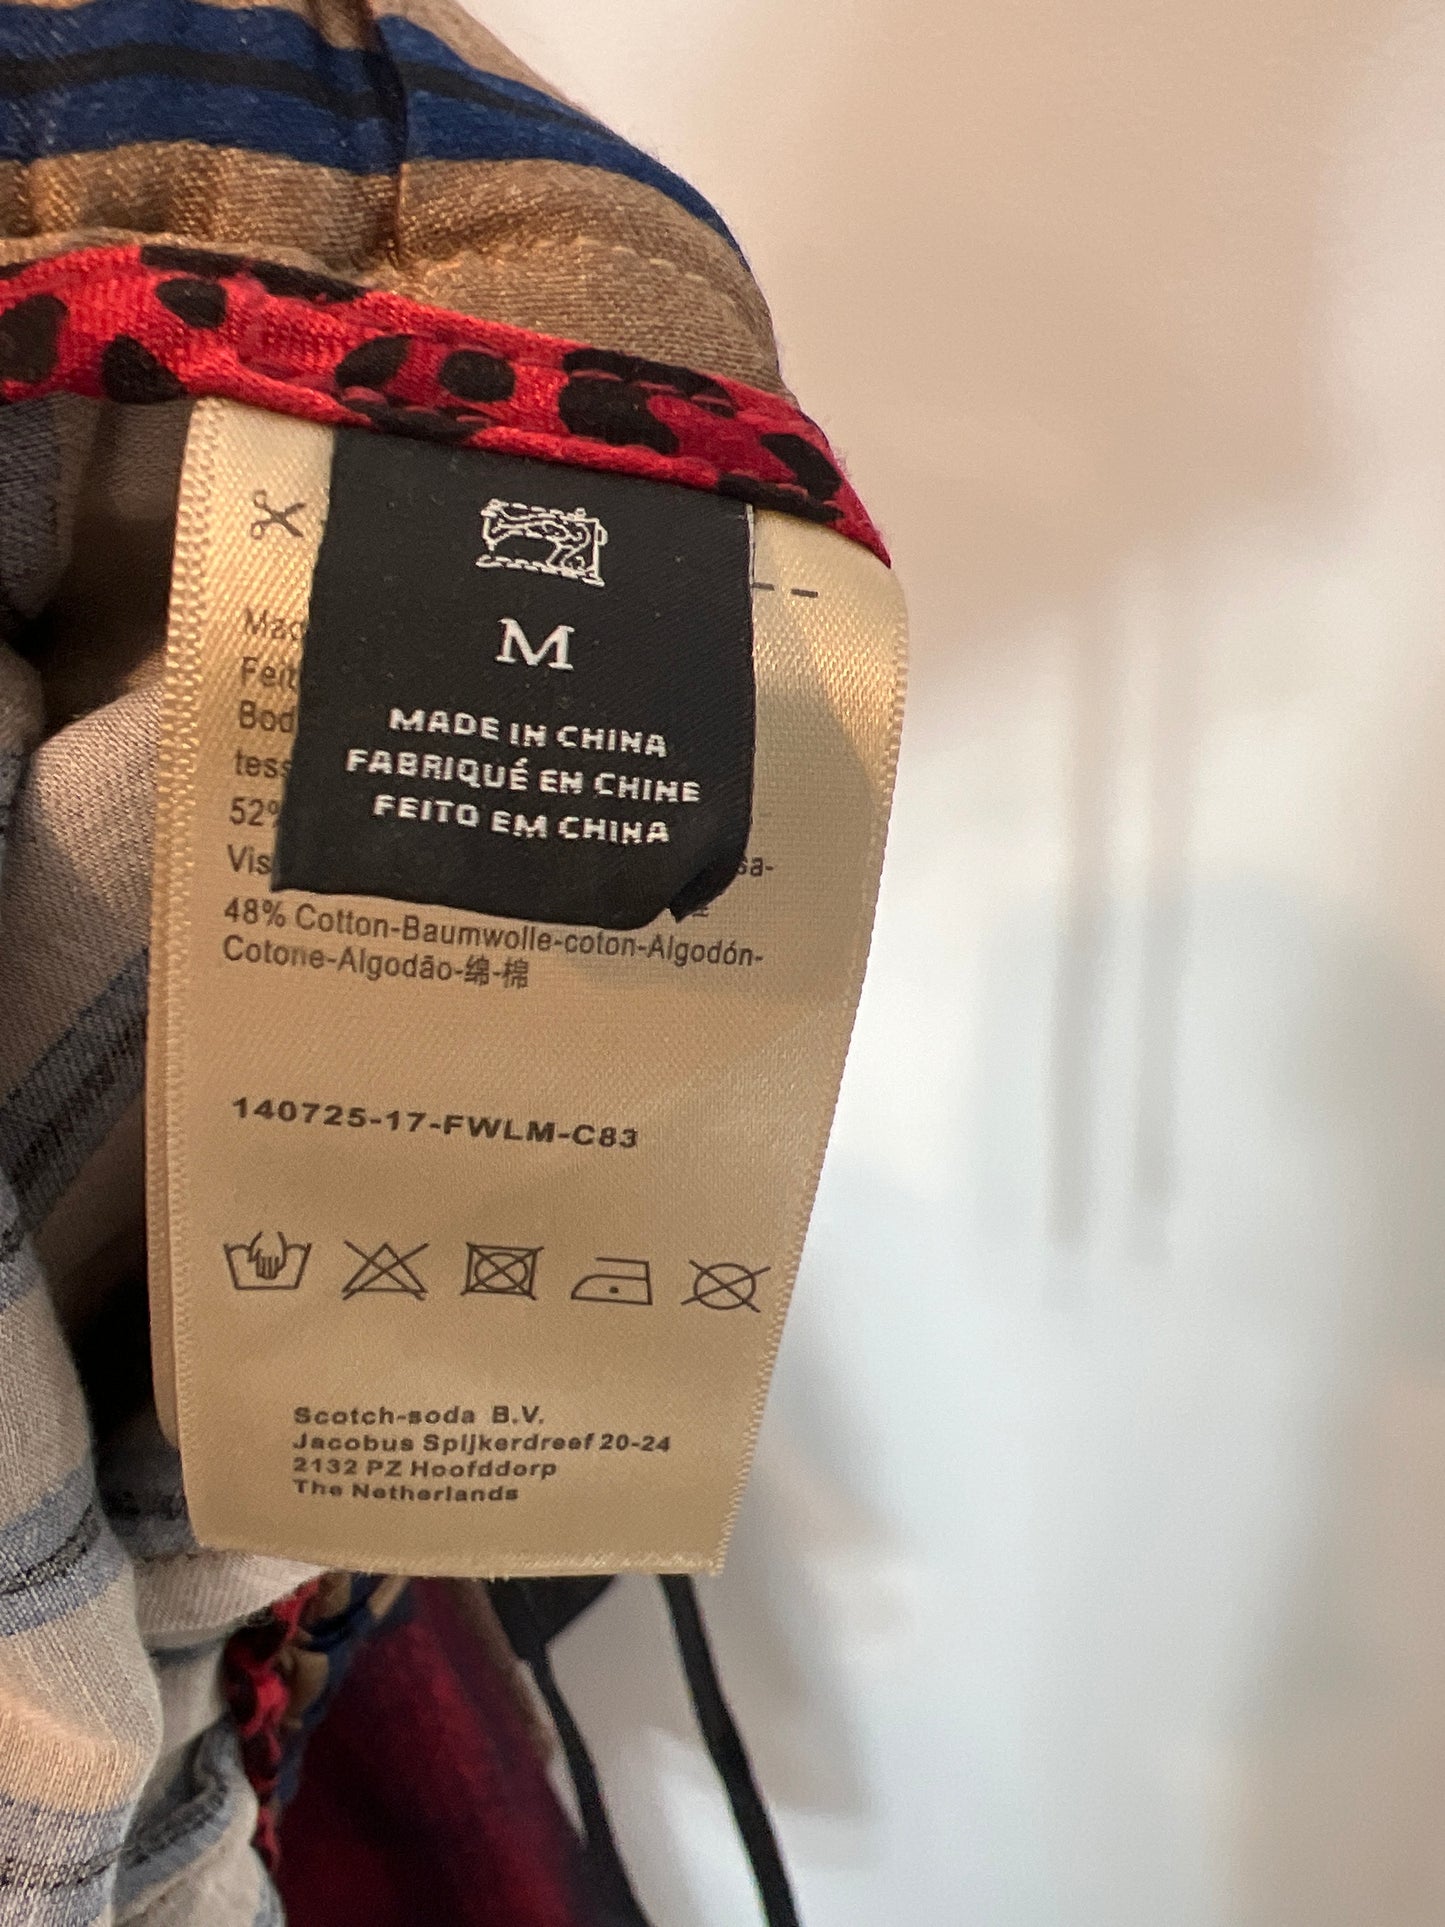 M
MADE IN CHINA
FABRIQUÉ EN CHINE
FEITO EM CHINA
52%
48% Cotton-Baumwolle-coton-Algodón-
Cotone-Algodão-绵-棉
140725-17-FWLM-C83
Scotch-soda B.V.
Jacobus Spijkerdreef 20-24
2132 PZ Hoofddorp
The Netherlands